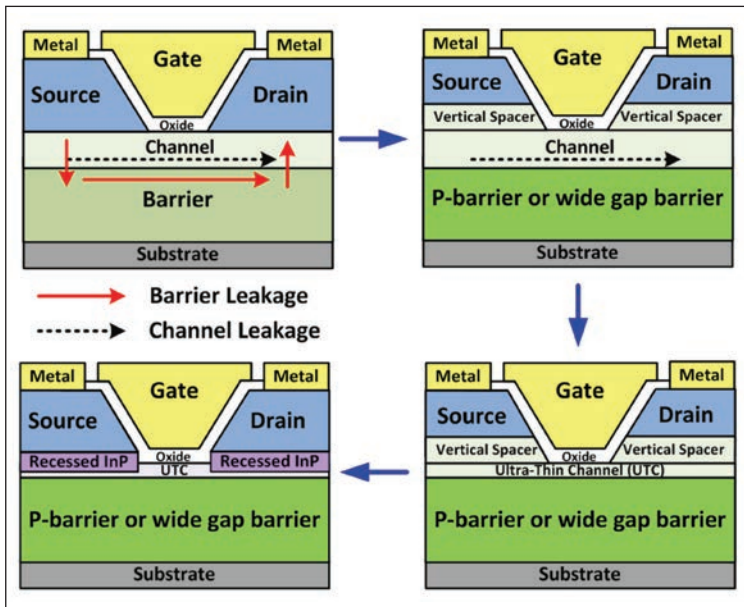 Metal
Gate
Metal
Source
Drain
Oxide
Channel
Barrier
Substrate
Barrier Leakage
Channel Leakage
Metal
Gate
Metal
Source
Drain
Vertical Spacer
Oxide
Vertical Spacer
Channel
P-barrier or wide gap barrier
Substrate
Metal
Gate
Metal
Source
Drain
Vertical Spacer
Oxide
Vertical Spacer
Ultra-Thin Channel (UTC)
P-barrier or wide gap barrier
Substrate
Metal
Gate
Metal
Source
Drain
Recessed InP
Oxide
UTC
Recessed InP
P-barrier or wide gap barrier
Substrate